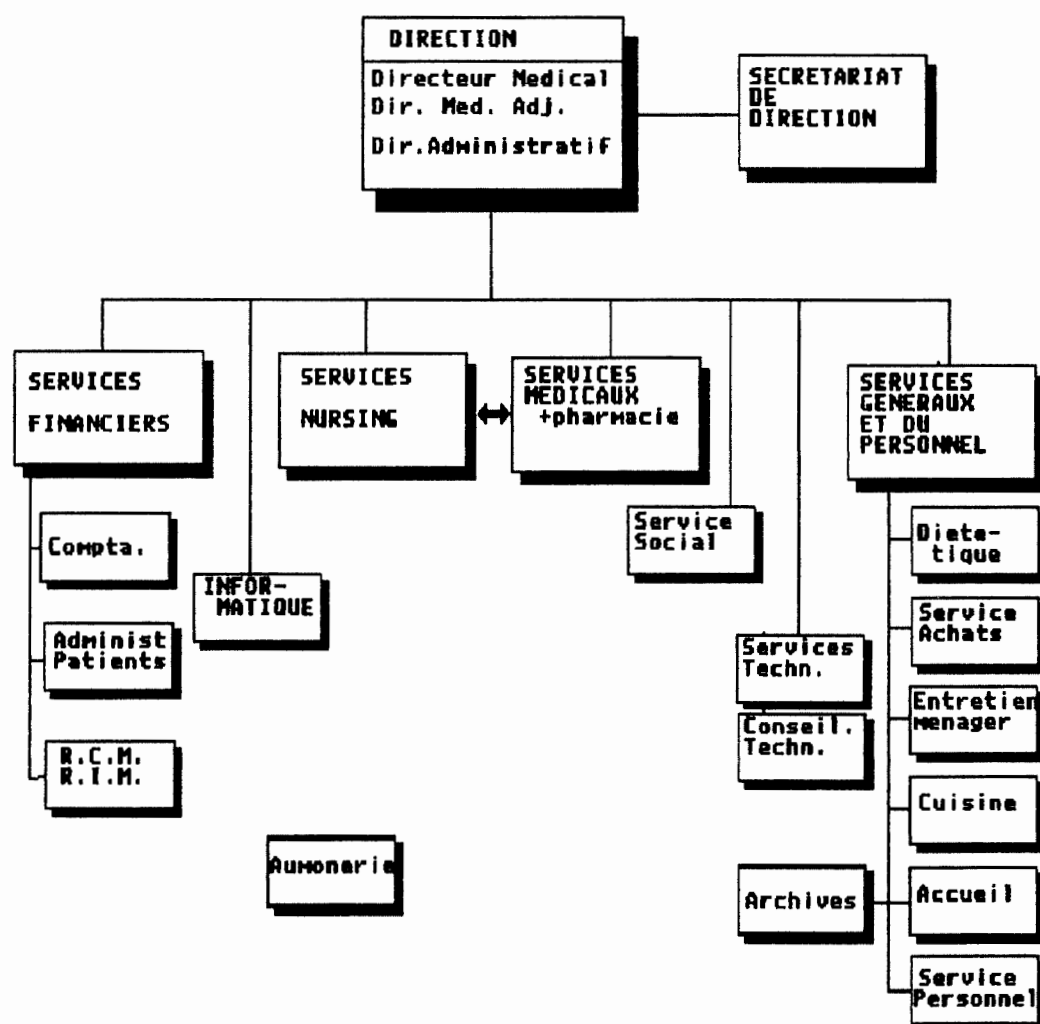 DIRECTION
Directeur Medical
Dir. Med. Adj.
Dir.Administratif
SECRETARIAT
DE
DIRECTION
SERVICES
FINANCIERS
SERVICES
NURSING
SERVICES
MEDICAUX
+pharmacie
SERVICES
GENERAUX
ET DU
PERSONNEL
Compta.
Administ
Patients
R.C.M.
R.I.M.
INFOR-
MATIQUE
Service
Social
Services
Techn.
Conseil.
Techn.
Diete-
tique
Service
Achats
Entretien
menager
Cuisine
Aumonerie
Archives
Accueil
Service
Personnel